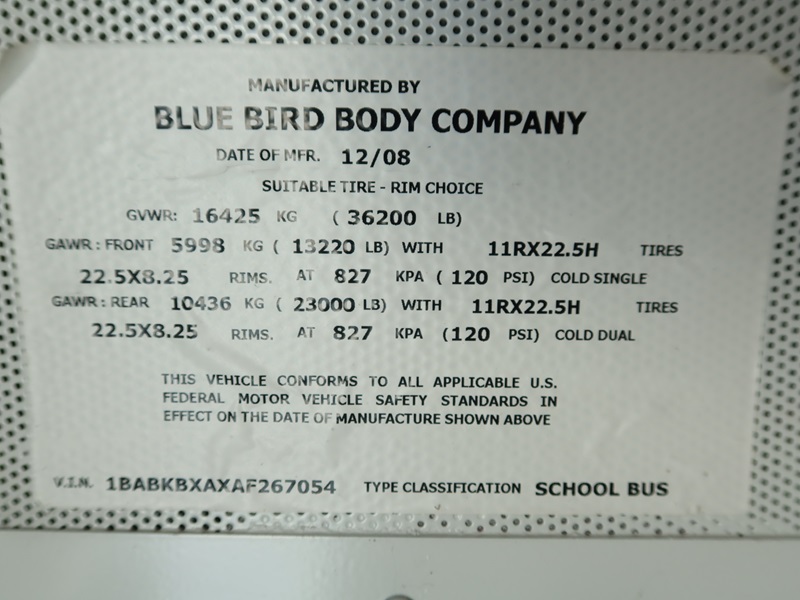 MANUFACTURED BY
BLUE BIRD BODY COMPANY
DATE OF MFR. 12/08
SUITABLE TIRE - RIM CHOICE
GVWR: 16425 KG (36200 LB)
GAWR: FRONT 5998 KG (13220 LB) WITH 11RX22.5H TIRES
22.5X8.25 RIMS. AT 827 KPA (120 PSI) COLD SINGLE
GAWR: REAR 10436 KG (23000 LB) WITH 11RX22.5H TIRES
22.5X8.25 RIMS. AT 827 KPA (120 PSI) COLD DUAL
THIS VEHICLE CONFORMS TO ALL APPLICABLE U.S.
FEDERAL MOTOR VEHICLE SAFETY STANDARDS IN
EFFECT ON THE DATE OF MANUFACTURE SHOWN ABOVE
V.I.N. 1BABKBXAXAF267054 TYPE CLASSIFICATION SCHOOL BUS